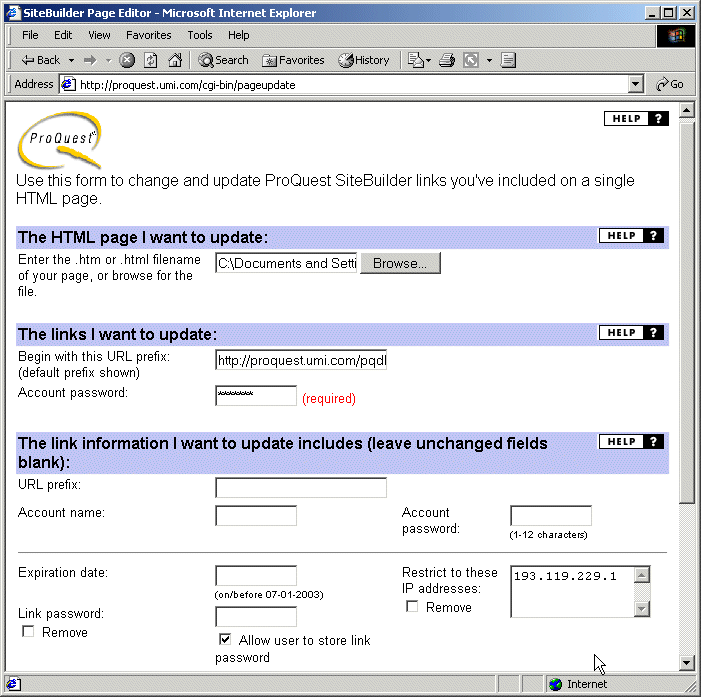 SiteBuilder Page Editor - Microsoft Internet Explorer
File Edit View Favorites Tools Help
Back Search Favorites History
Address http://proquest.umi.com/cgi-bin/pageupdate Go
ProQuest HELP ?
Use this form to change and update ProQuest SiteBuilder links you've included on a single
HTML page.
The HTML page I want to update: HELP ?
Enter the .htm or .html filename C:\Documents and Setti Browse...
of your page, or browse for the
file.
The links I want to update: HELP ?
Begin with this URL prefix: http://proquest.umi.com/pqdl
(default prefix shown)
Account password: ******* (required)
The link information I want to update includes (leave unchanged fields HELP ?
blank):
URL prefix:
Account name: Account
password:
(1-12 characters)
Expiration date: Restrict to these 193.119.229.1
IP addresses:
(on/before 07-01-2003) Remove
Link password:
Remove
Allow user to store link
password
Internet